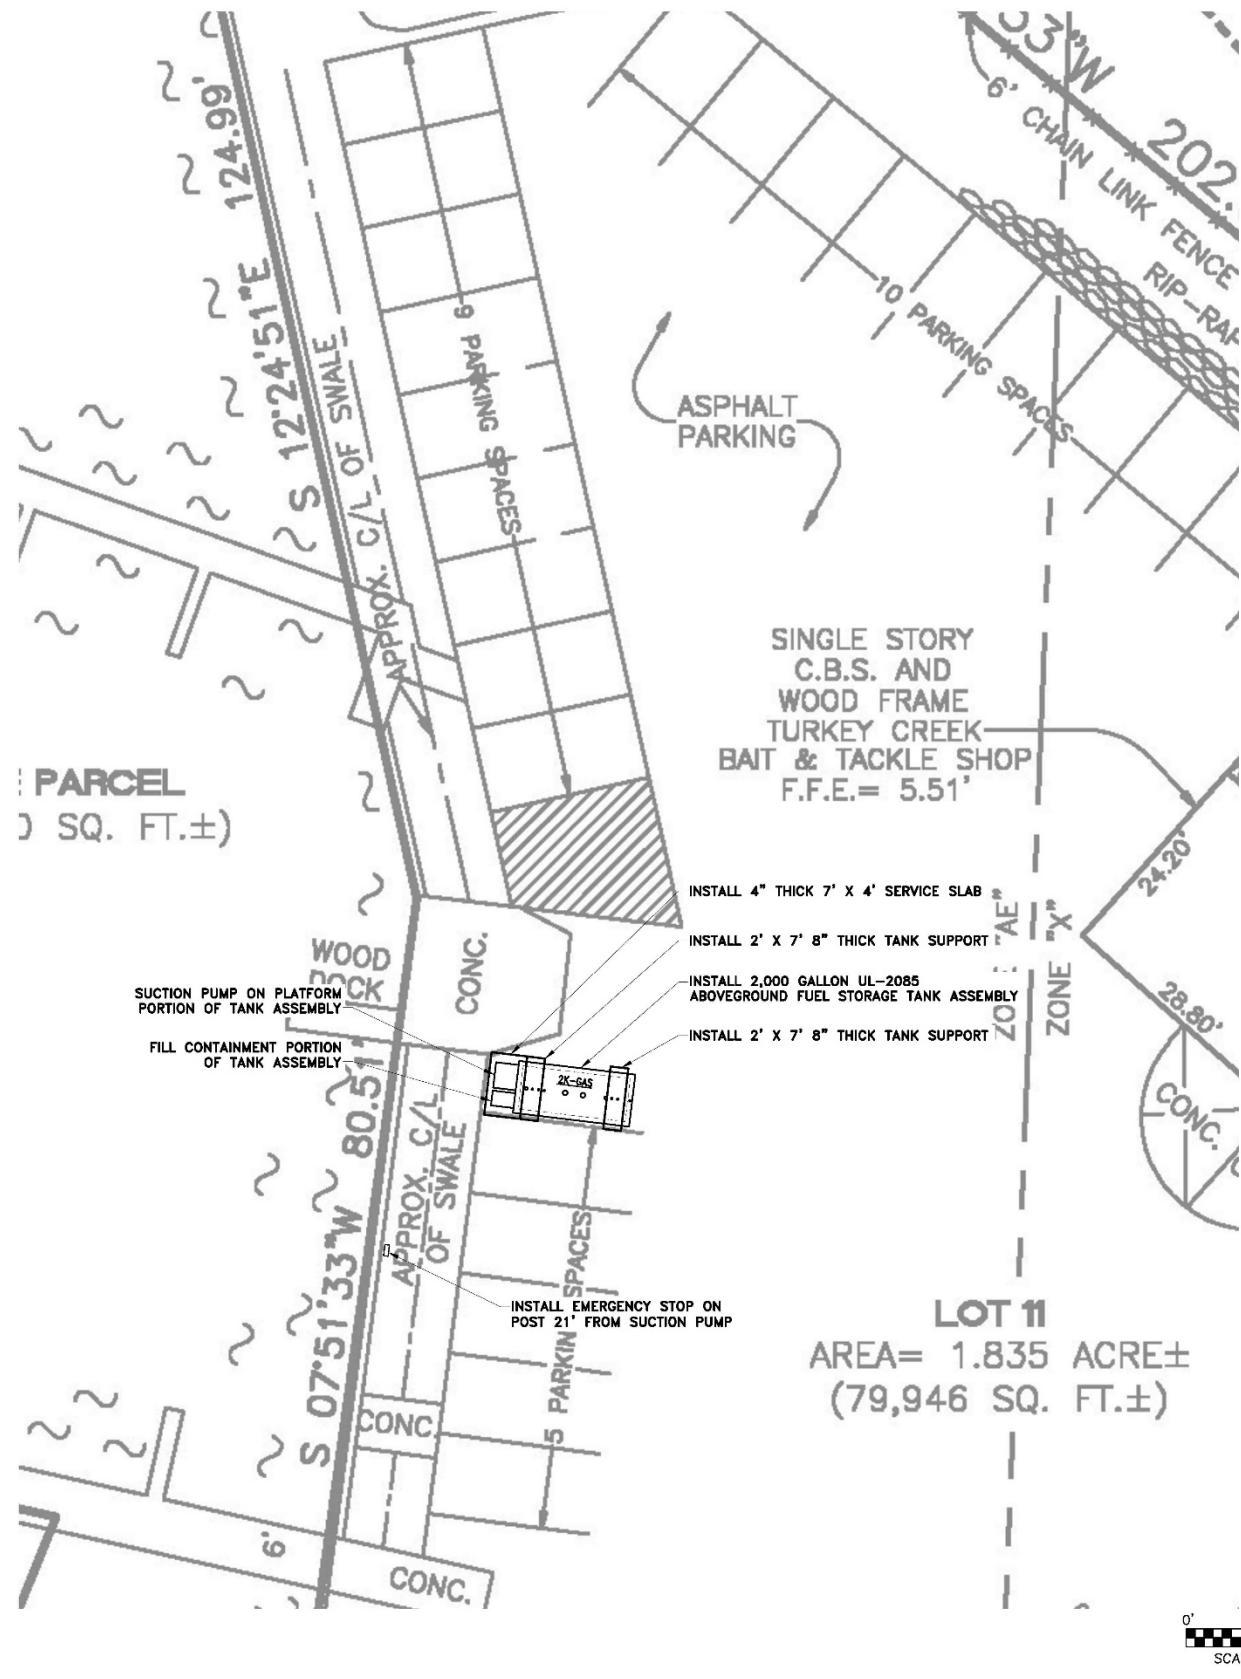 124.99'
S 12°24'51"E
APPROX. C/L OF SWALE
PARKING SPACES
33"W
202.
6' CHAIN LINK FENCE
RIP-RAP
10 PARKING SPACES
ASPHALT
PARKING
SINGLE STORY
C.B.S. AND
WOOD FRAME
TURKEY CREEK
BAIT & TACKLE SHOP
F.F.E.= 5.51'
PARCEL
SQ. FT.±)
24.20'
28.80'
INSTALL 4" THICK 7' X 4' SERVICE SLAB
INSTALL 2' X 7' 8" THICK TANK SUPPORT
INSTALL 2,000 GALLON UL-2085
ABOVEGROUND FUEL STORAGE TANK ASSEMBLY
INSTALL 2' X 7' 8" THICK TANK SUPPORT
"AE"
ZONE "X"
WOOD
CONC.
SUCTION PUMP ON PLATFORM
PORTION OF TANK ASSEMBLY
FILL CONTAINMENT PORTION
OF TANK ASSEMBLY
2K-GAS
CONC.
80.51'
S 07°51'33"W
APPROX. C/L
OF SWALE
INSTALL EMERGENCY STOP ON
POST 21' FROM SUCTION PUMP
5 PARKIN SPACES
LOT 11
AREA= 1.835 ACRE±
(79,946 SQ. FT.±)
CONC.
6'
CONC.
0'
SCA